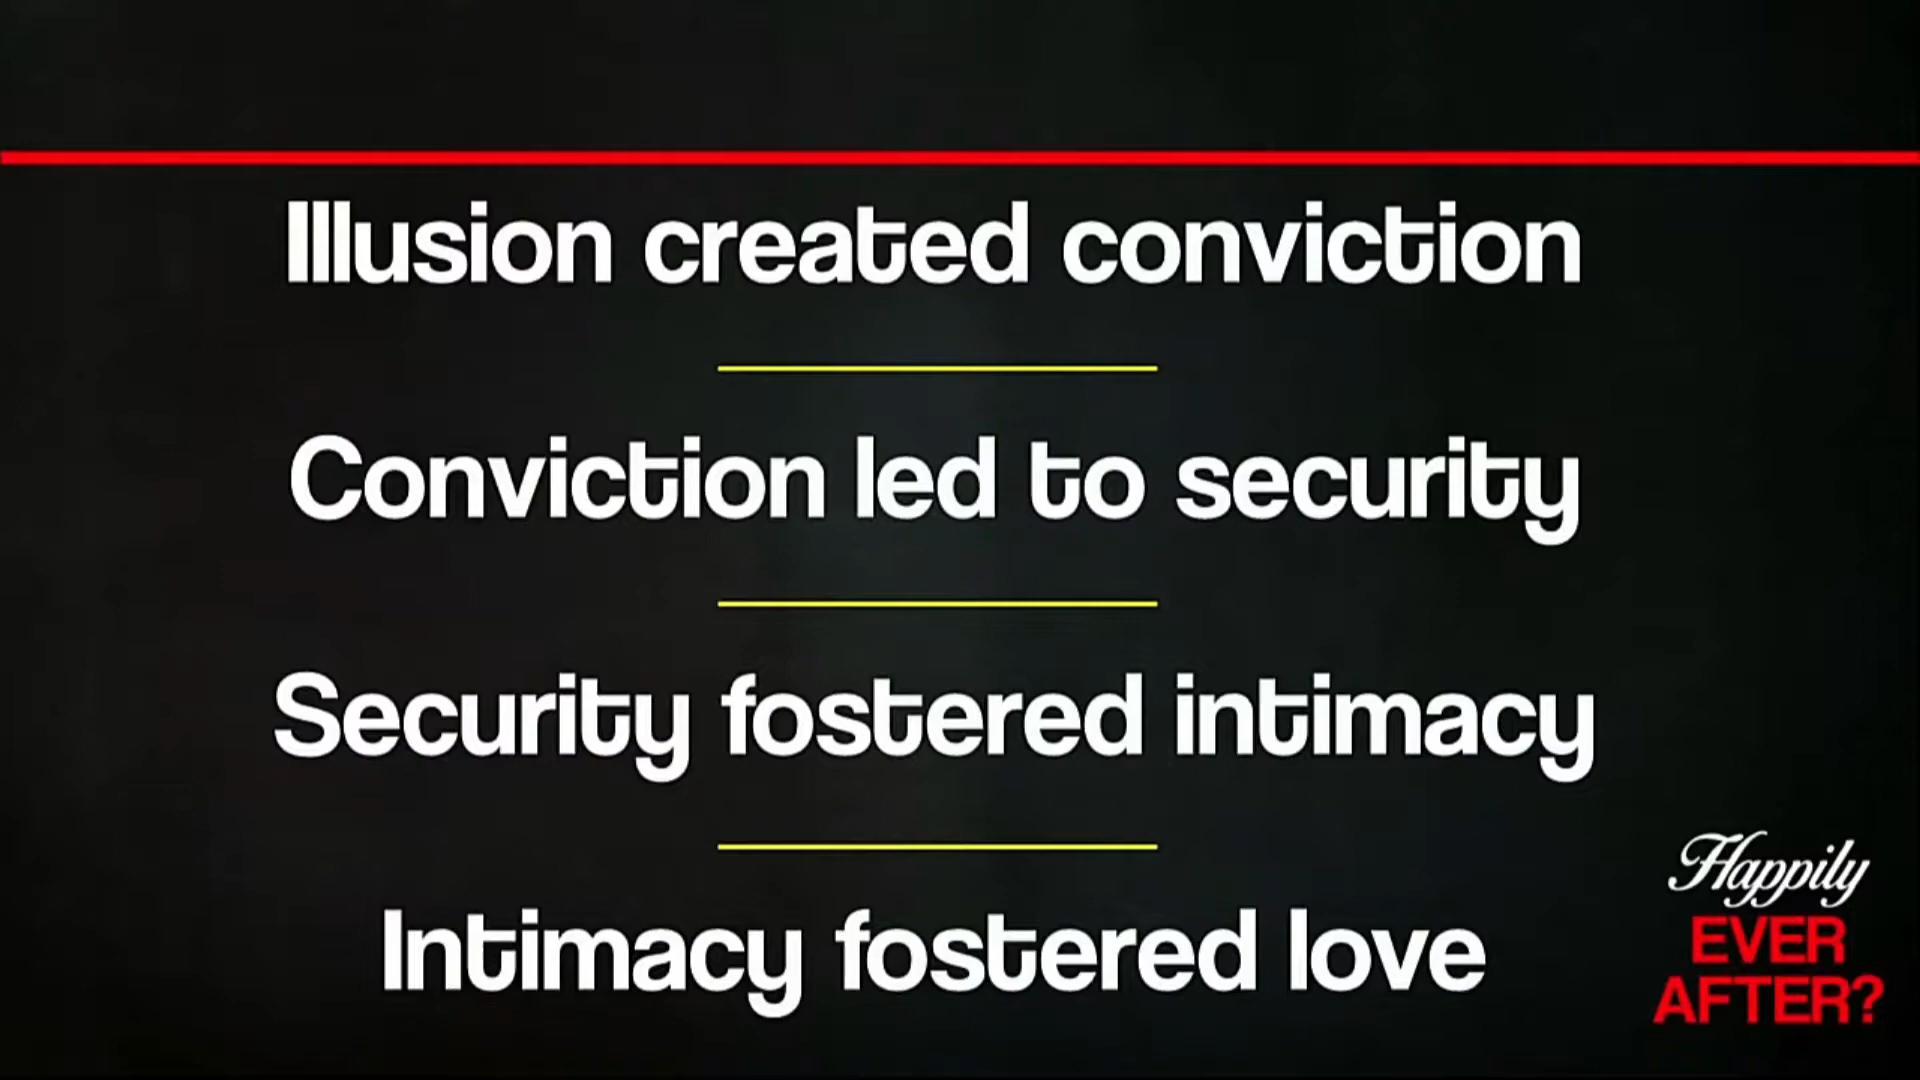 Illusion created conviction
Conviction led to security
Security fostered intimacy
Intimacy fostered love
Happily
EVER
AFTER?